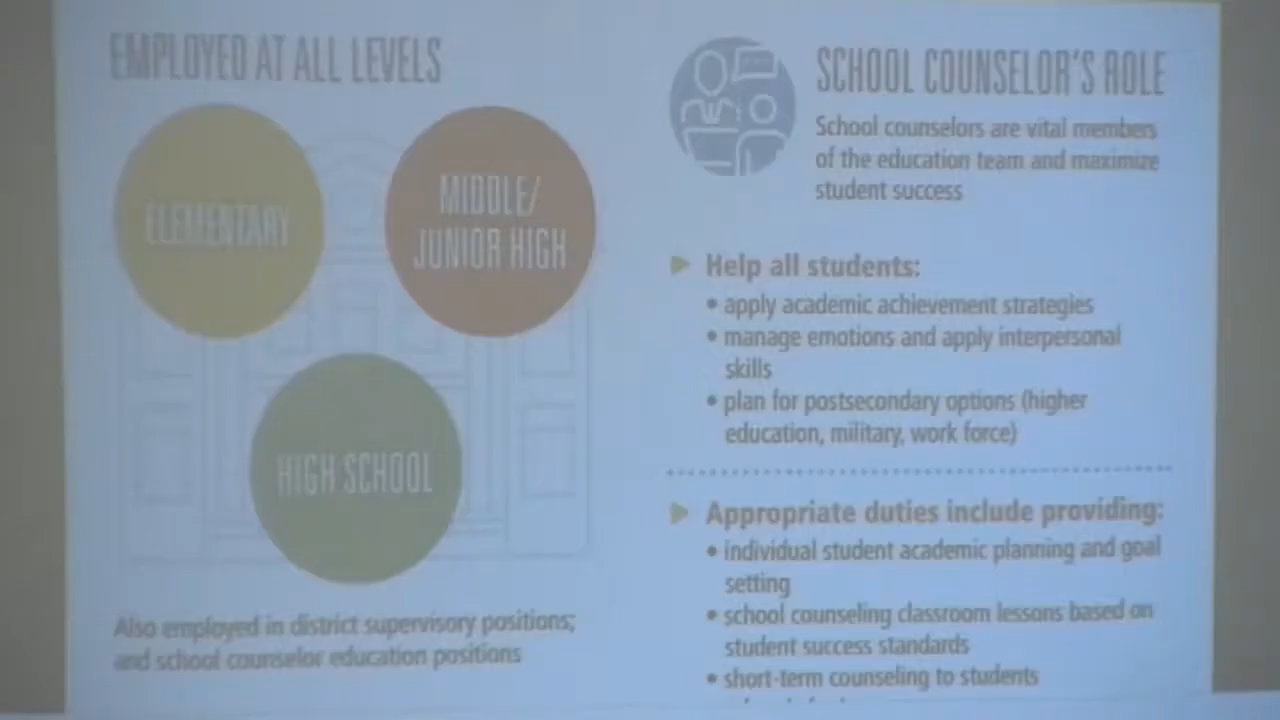 EMPLOYED AT ALL LEVELS
ELEMENTARY
MIDDLE/
JUNIOR HIGH
HIGH SCHOOL
Also employed in district supervisory positions;
and school counselor education positions
SCHOOL COUNSELOR'S ROLE
School counselors are vital members
of the education team and maximize
student success
Help all students:
• apply academic achievement strategies
• manage emotions and apply interpersonal
skills
• plan for postsecondary options (higher
education, military, work force)
Appropriate duties include providing:
• individual student academic planning and goal
setting
• school counseling classroom lessons based on
student success standards
• short-term counseling to students